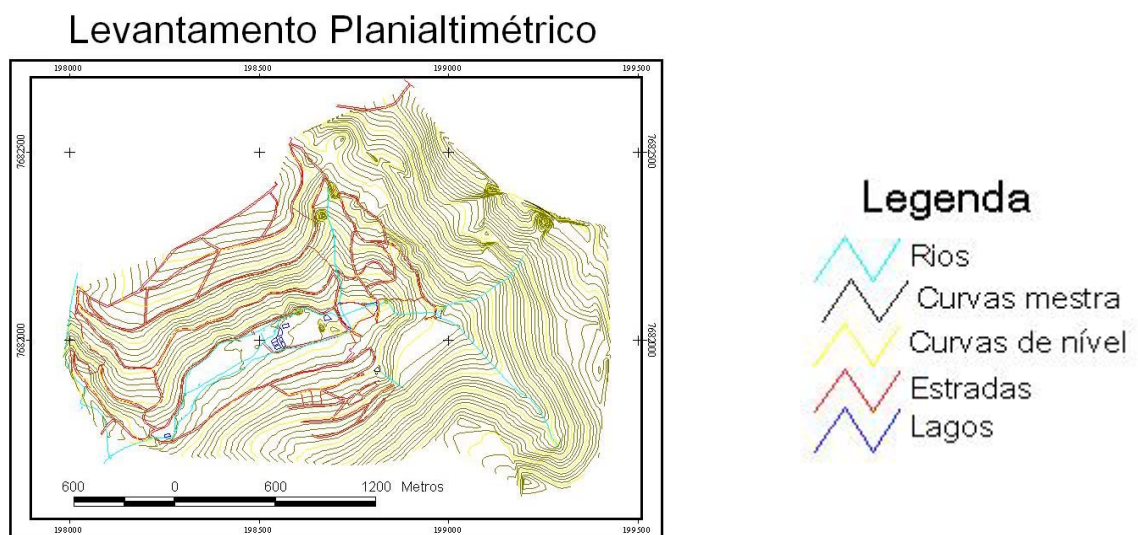 Levantamento Planialtimétrico
198000 198500 199000 199500
7682500 7682500
7682000 7682000
600 0 600 1200 Metros
198000 198500 199000 199500
Legenda
Rios
Curvas mestra
Curvas de nível
Estradas
Lagos